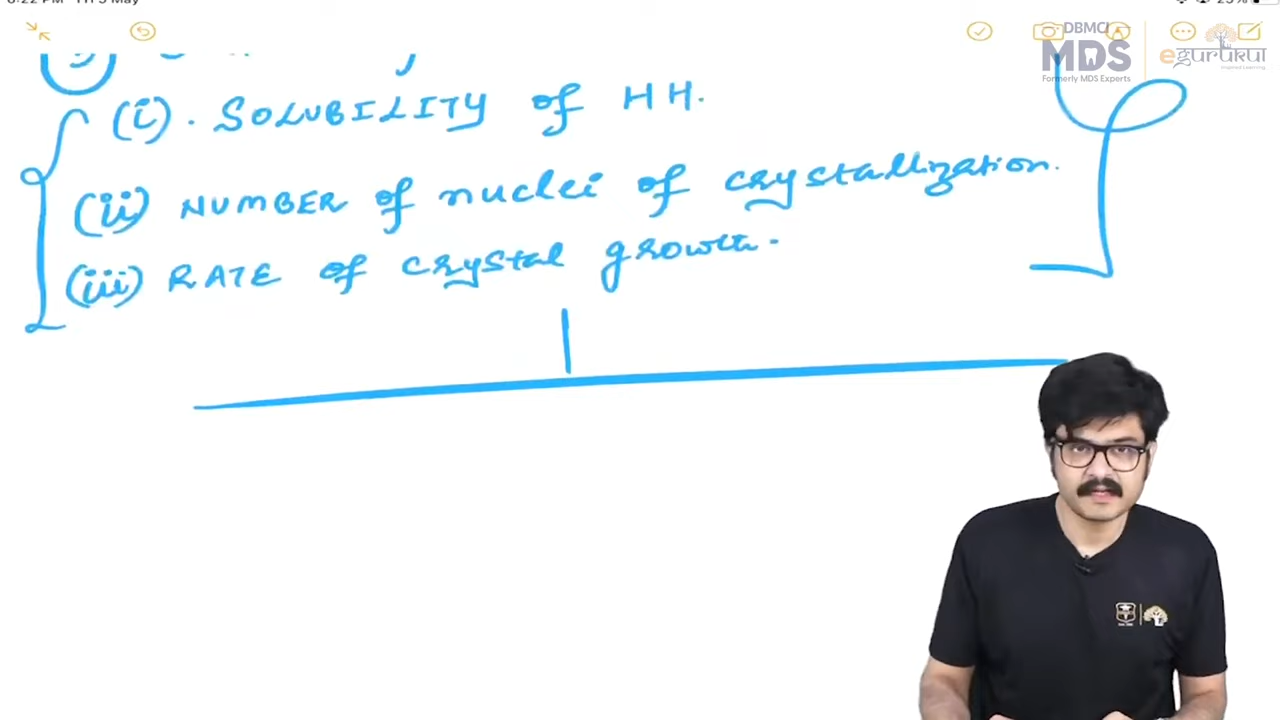 DBMCI
MDS
Formerly MDS Experts
egurukul
(i). SOLUBILITY of HH.
(ii) NUMBER of nuclei of crystallization.
(iii) RATE of crystal growth.